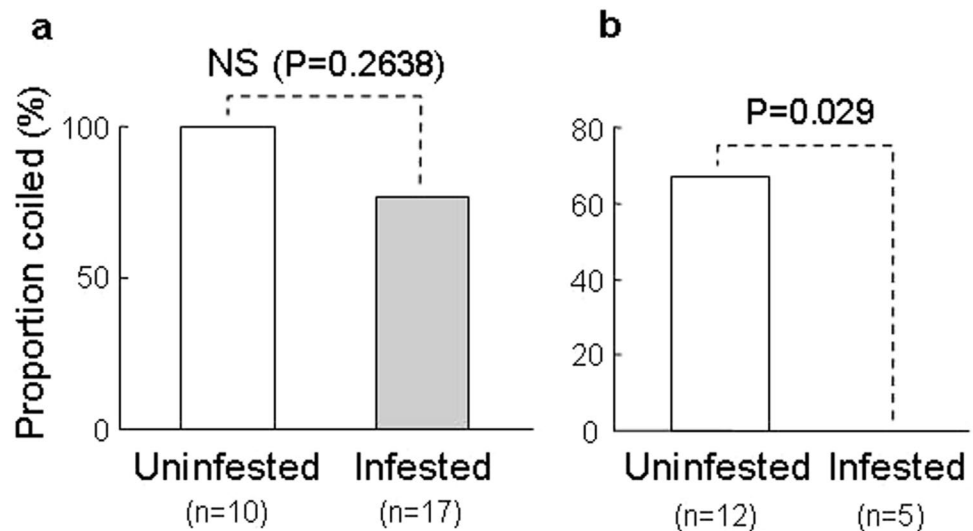 a
NS (P=0.2638)
Proportion coiled (%)
100
50
0
Uninfested
Infested
(n=10)
(n=17)
b
P=0.029
80
60
40
20
0
Uninfested
Infested
(n=12)
(n=5)